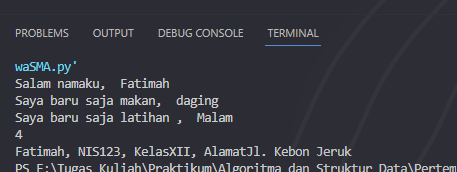 PROBLEMS OUTPUT DEBUG CONSOLE TERMINAL
waSMA.py'
Salam namaku,  Fatimah
Saya baru saja makan,  daging
Saya baru saja latihan ,  Malam
4
Fatimah, NIS123, KelasXII, AlamatJl. Kebon Jeruk
PS E:\Tugas Kuliah\Praktikum\Algoritma dan Struktur Data\Pertem